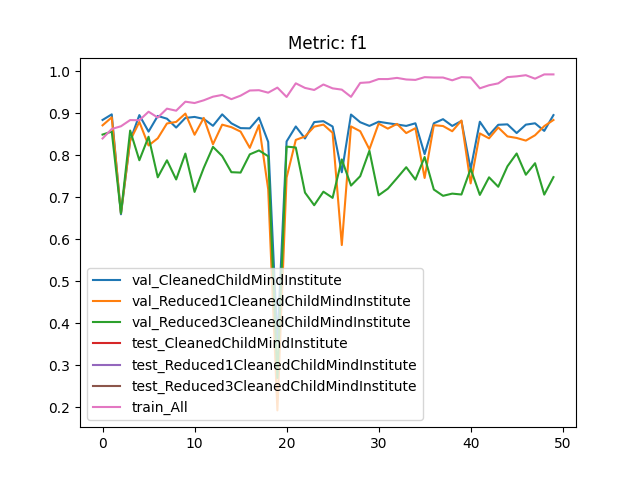 Metric: f1
1.0
0.9
0.8
0.7
0.6
0.5
0.4
0.3
0.2
val_CleanedChildMindInstitute
val_Reduced1CleanedChildMindInstitute
val_Reduced3CleanedChildMindInstitute
test_CleanedChildMindInstitute
test_Reduced1CleanedChildMindInstitute
test_Reduced3CleanedChildMindInstitute
train_All
0 10 20 30 40 50